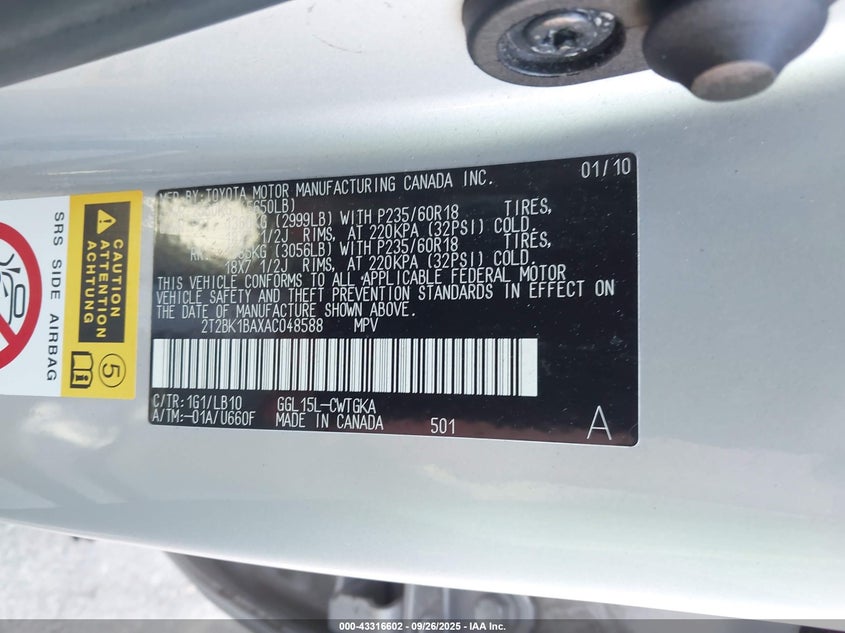 MFD BY: TOYOTA MOTOR MANUFACTURING CANADA INC. 01/10
(2999LB) WITH P235/60R18 TIRES,
1/2J RIMS, AT 220KPA (32PSI) COLD.
(3056LB) WITH P235/60R18 TIRES,
18X7 1/2J RIMS, AT 220KPA (32PSI) COLD.
THIS VEHICLE CONFORMS TO ALL APPLICABLE FEDERAL MOTOR
VEHICLE SAFETY AND THEFT PREVENTION STANDARDS IN EFFECT ON
THE DATE OF MANUFACTURE SHOWN ABOVE.
2T2BK1BAXAC048588 MPV
C/TR: 1G1/LB10 GGL15L-CWTGKA
A/TM:-01A/U660F MADE IN CANADA 501 A
CAUTION
ATTENTION
ACHTUNG
5
SRS SIDE AIRBAG
000-43316602 - 09/26/2025 - IAA Inc.